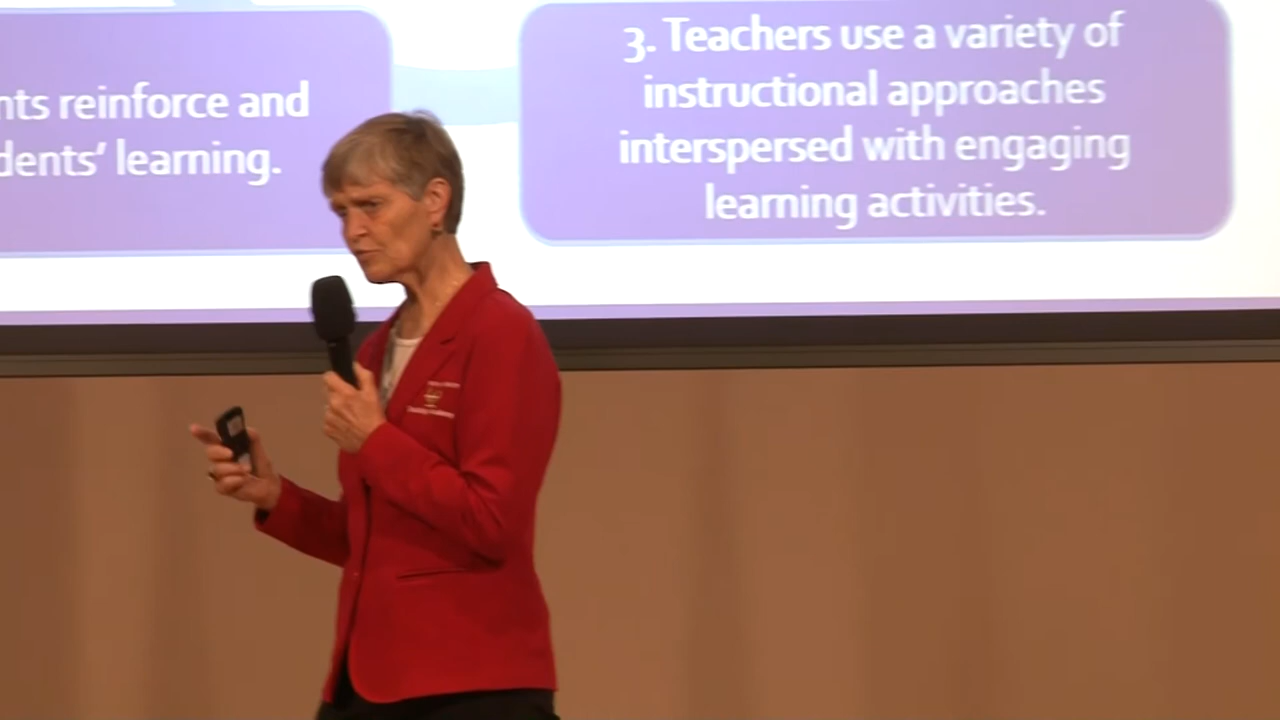 nts reinforce and
dents' learning.
3. Teachers use a variety of
instructional approaches
interspersed with engaging
learning activities.